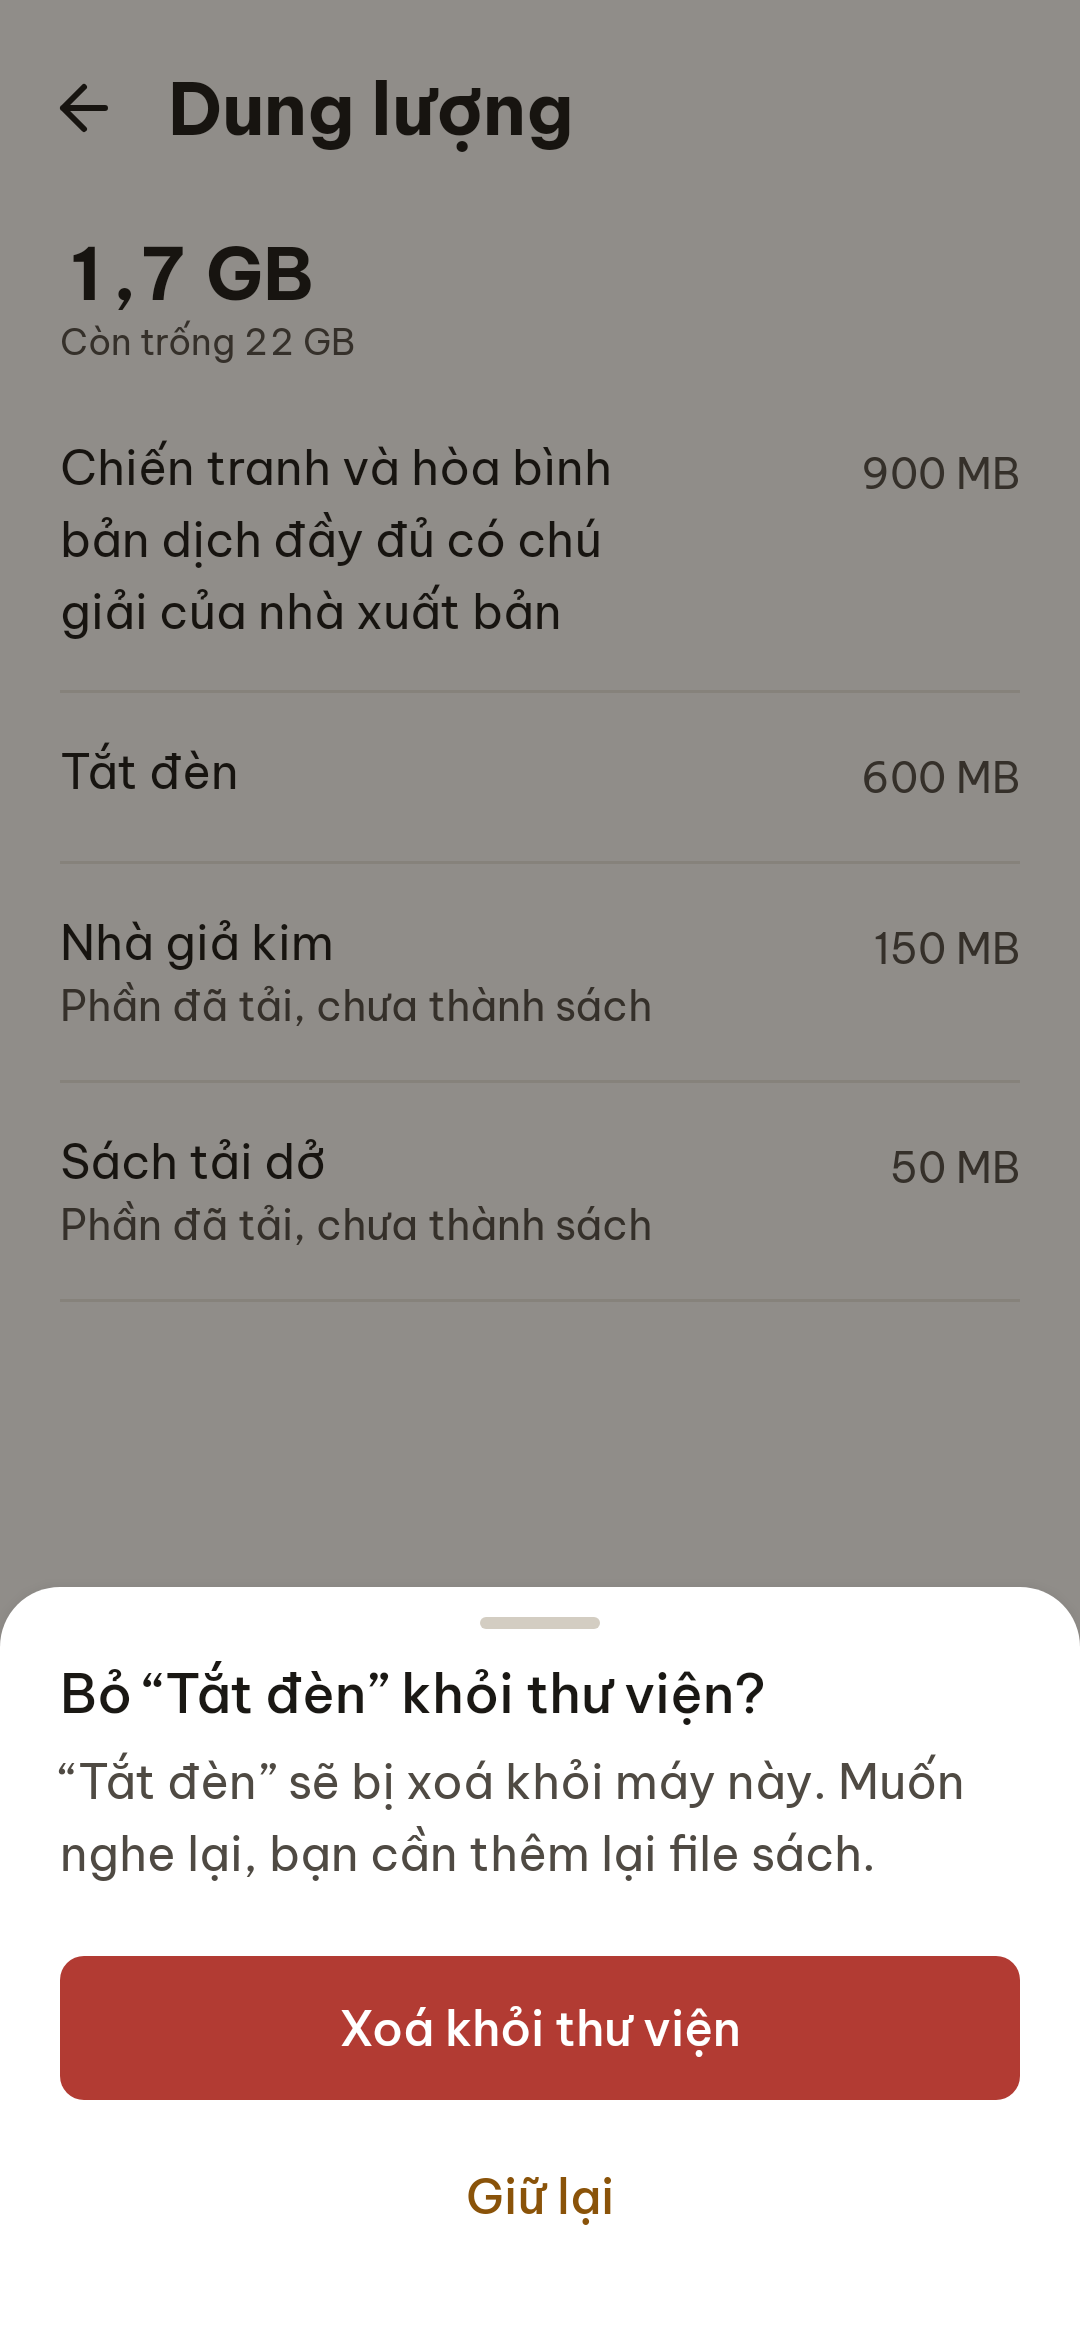 Dung lượng
1,7 GB
Còn trống 22 GB
Chiến tranh và hòa bình
bản dịch đầy đủ có chú
giải của nhà xuất bản
900 MB
Tắt đèn
600 MB
Nhà giả kim
150 MB
Phần đã tải, chưa thành sách
Sách tải dở
50 MB
Phần đã tải, chưa thành sách
Bỏ “Tắt đèn” khỏi thư viện?
“Tắt đèn” sẽ bị xoá khỏi máy này. Muốn
nghe lại, bạn cần thêm lại file sách.
Xoá khỏi thư viện
Giữ lại